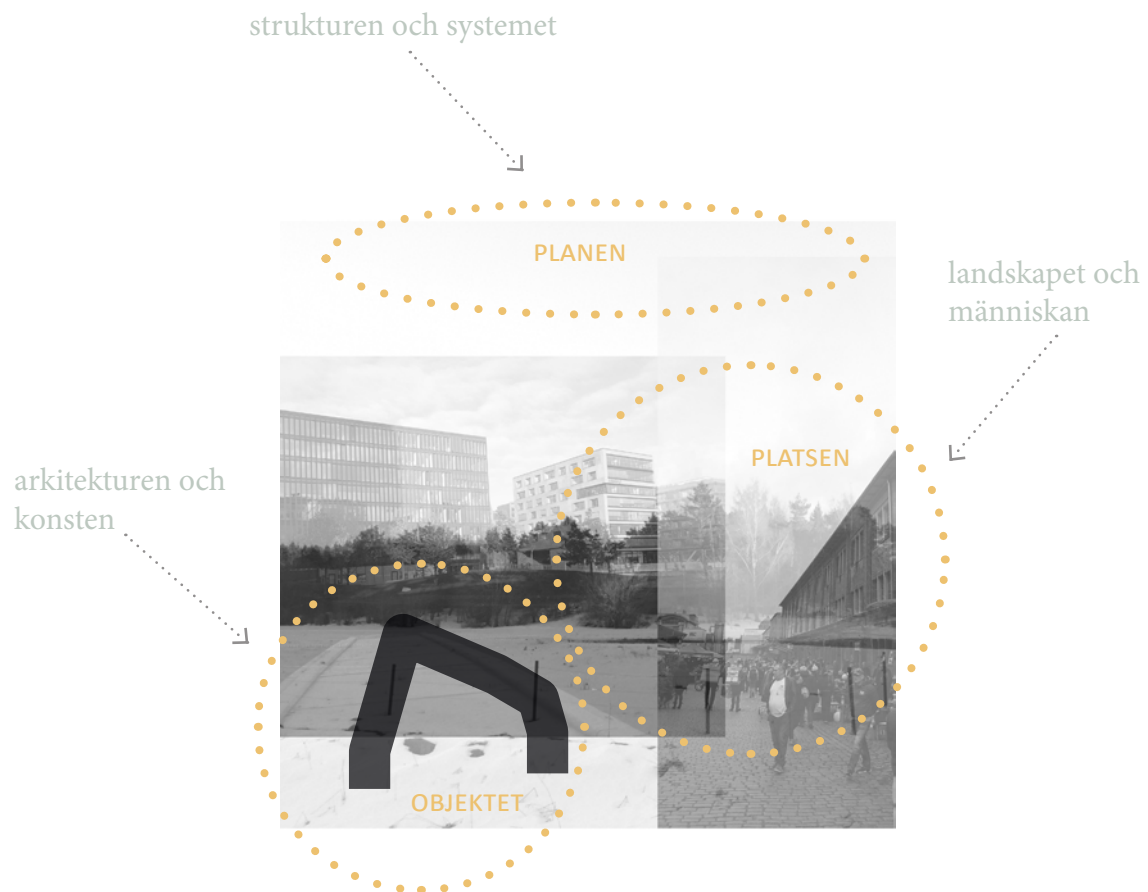 strukturen och systemet
PLANEN
landskapet och
människan
PLATSEN
arkitekturen och
konsten
OBJEKTET